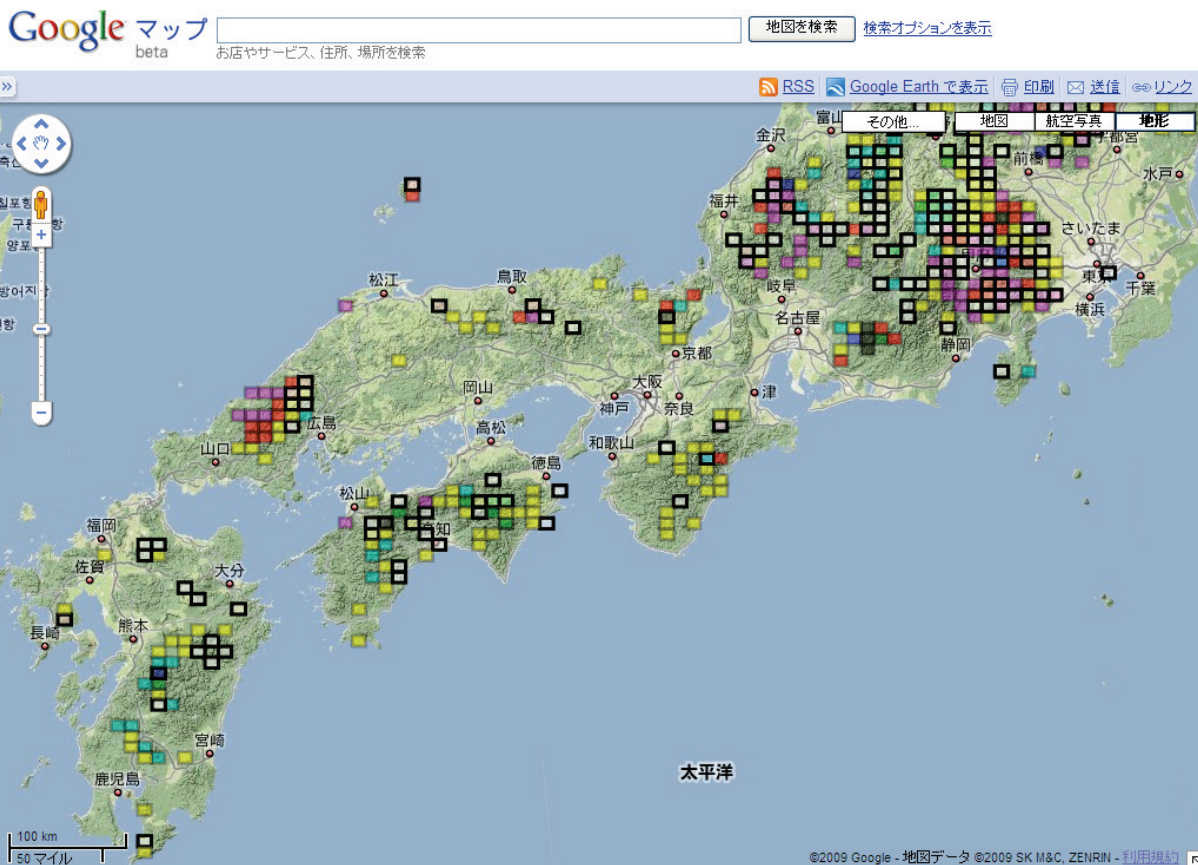 Google マップ
beta
地図を検索
検索オプションを表示
お店やサービス、住所、場所を検索
»
RSS
Google Earth で表示
印刷
送信
リンク
その他...
地図
航空写真
地形
富山
金沢
宇都宮
前橋
水戸
福井
さいたま
東京
千葉
横浜
岐阜
名古屋
静岡
松江
鳥取
京都
大阪
神戸
奈良
津
岡山
広島
高松
和歌山
山口
徳島
松山
高知
福岡
佐賀
大分
長崎
熊本
宮崎
鹿児島
太平洋
100 km
50 マイル
©2009 Google - 地図データ ©2009 SK M&C, ZENRIN - 利用規約